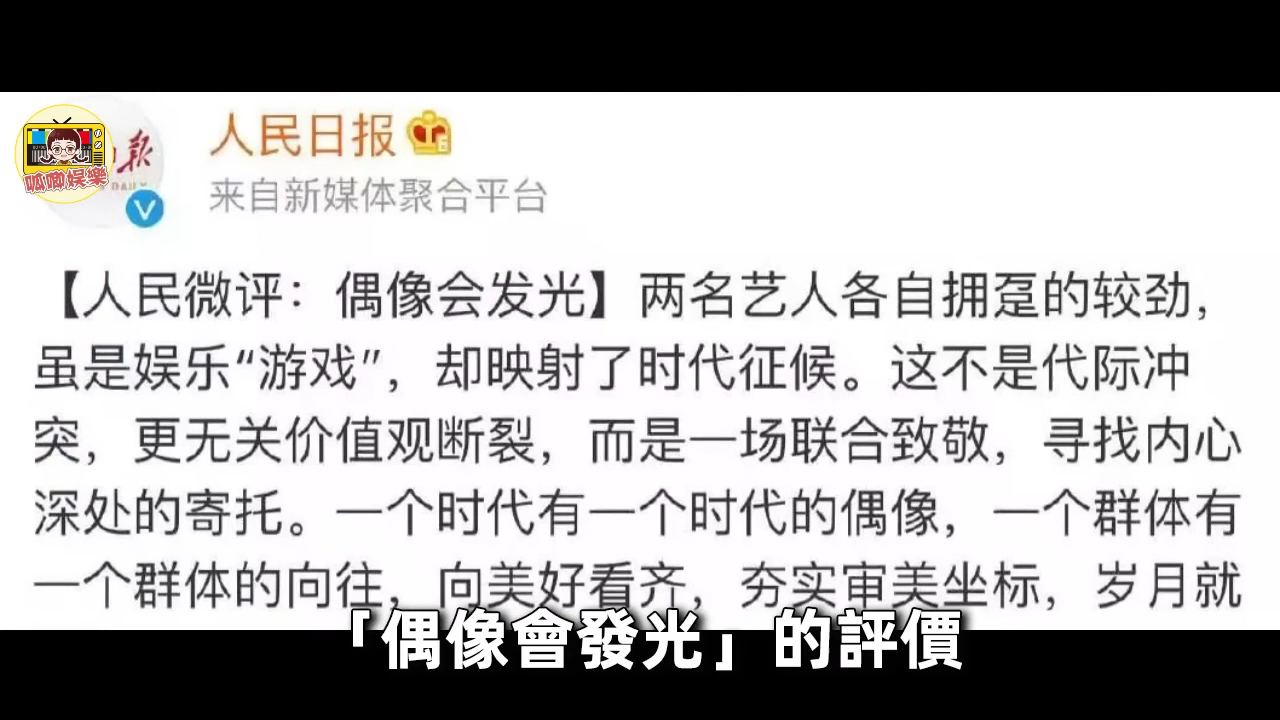 人民日报
来自新媒体聚合平台
报
DAILY
呱唧娱樂
【人民微评：偶像会发光】两名艺人各自拥趸的较劲，
虽是娱乐“游戏”，却映射了时代征候。这不是代际冲
突，更无关价值观断裂，而是一场联合致敬，寻找内心
深处的寄托。一个时代有一个时代的偶像，一个群体有
一个群体的向往，向美好看齐，夯实审美坐标，岁月就
「偶像會發光」的評價